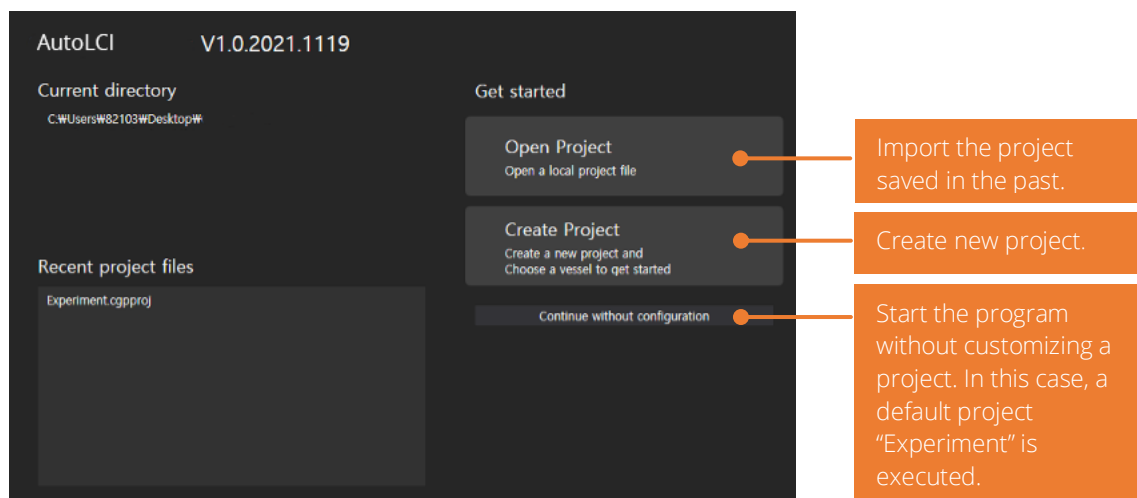 AutoLCI V1.0.2021.1119
Current directory
C:₩Users₩82103₩Desktop₩
Recent project files
Experiment.cgpproj
Get started
Open Project
Open a local project file
Create Project
Create a new project and
Choose a vessel to get started
Continue without configuration
Import the project
saved in the past.
Create new project.
Start the program
without customizing a
project. In this case, a
default project
“Experiment” is
executed.